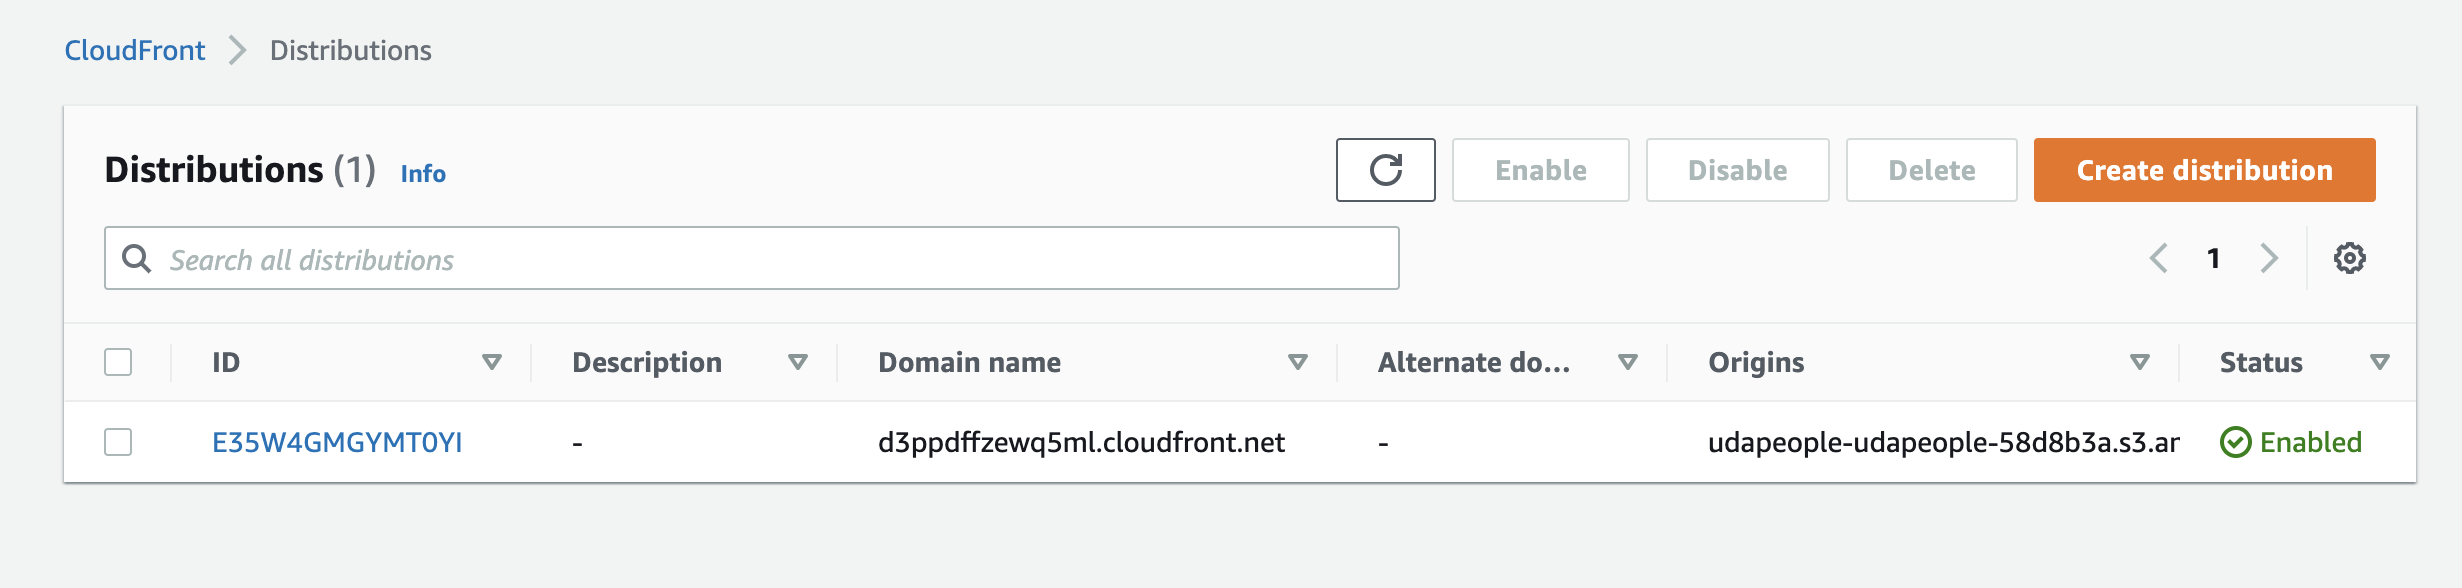 CloudFront > Distributions
Distributions (1) Info
Enable Disable Delete Create distribution
Search all distributions
1
ID Description Domain name Alternate do... Origins Status
E35W4GMGYMT0YI - d3ppdffzewq5ml.cloudfront.net - udapeople-udapeople-58d8b3a.s3.ar Enabled